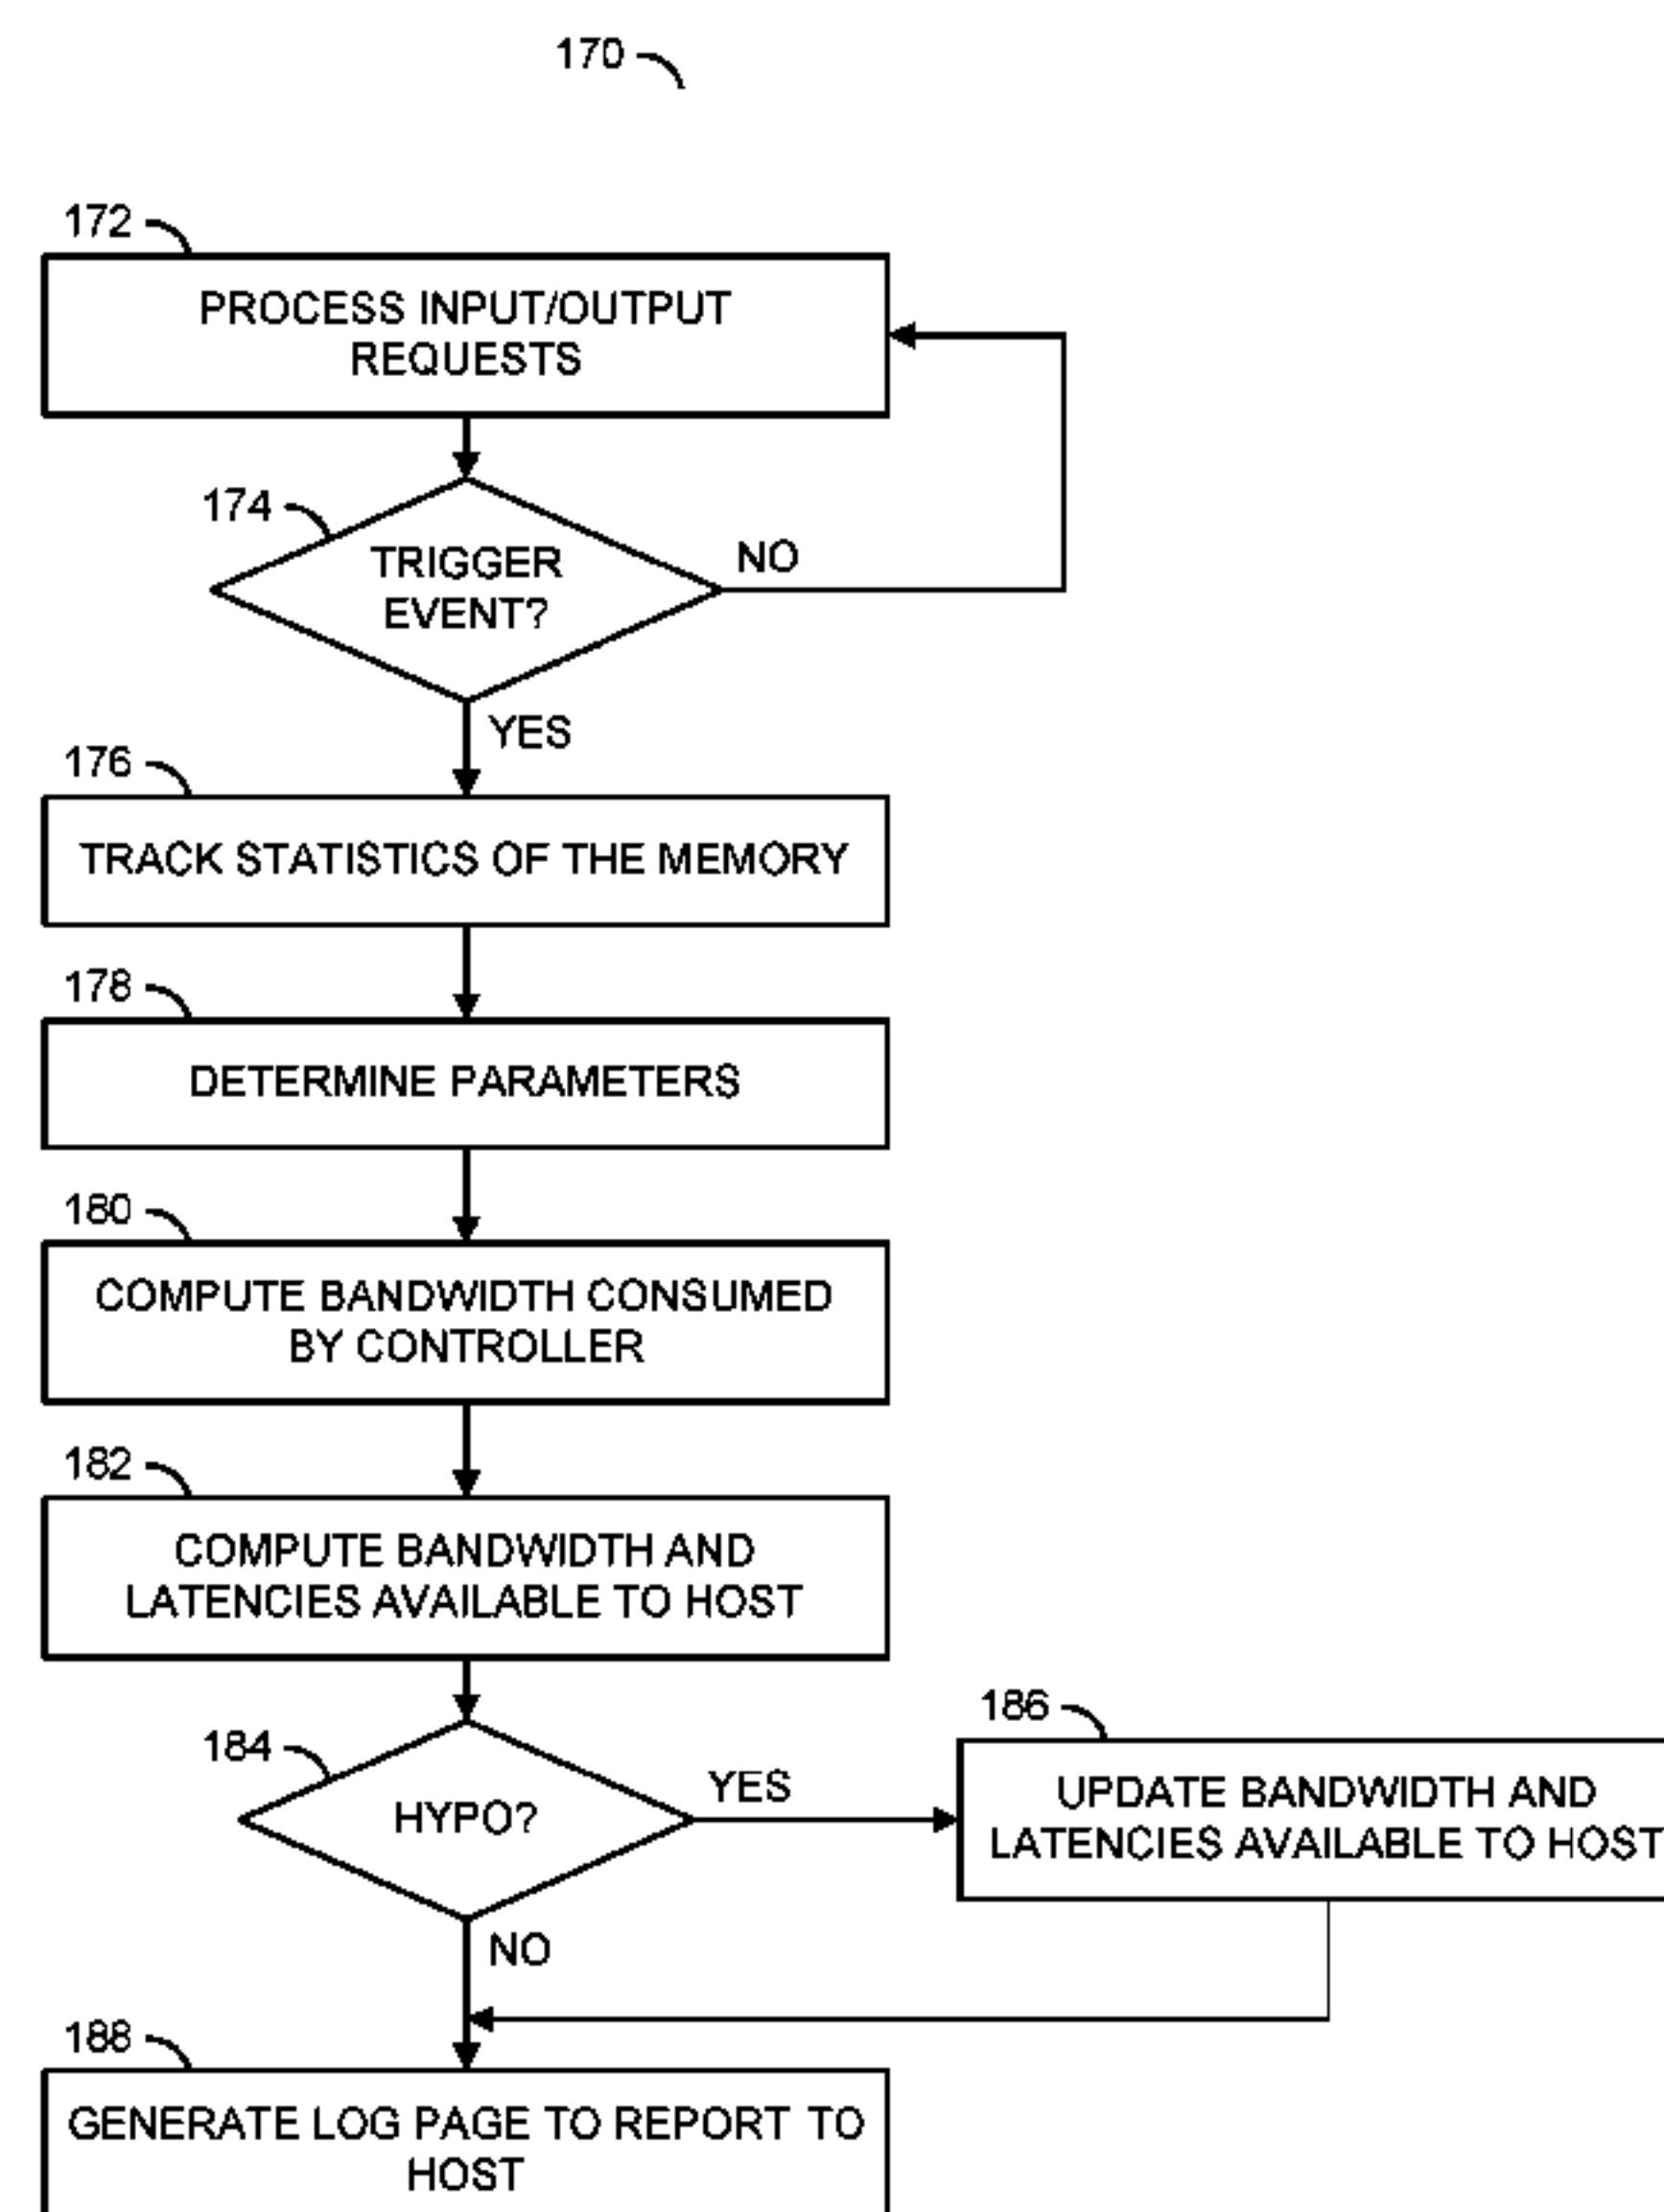 170
172
PROCESS INPUT/OUTPUT
REQUESTS
174
TRIGGER
EVENT?
NO
YES
176
TRACK STATISTICS OF THE MEMORY
178
DETERMINE PARAMETERS
180
COMPUTE BANDWIDTH CONSUMED
BY CONTROLLER
182
COMPUTE BANDWIDTH AND
LATENCIES AVAILABLE TO HOST
184
HYPO?
YES
186
UPDATE BANDWIDTH AND
LATENCIES AVAILABLE TO HOST
NO
188
GENERATE LOG PAGE TO REPORT TO
HOST